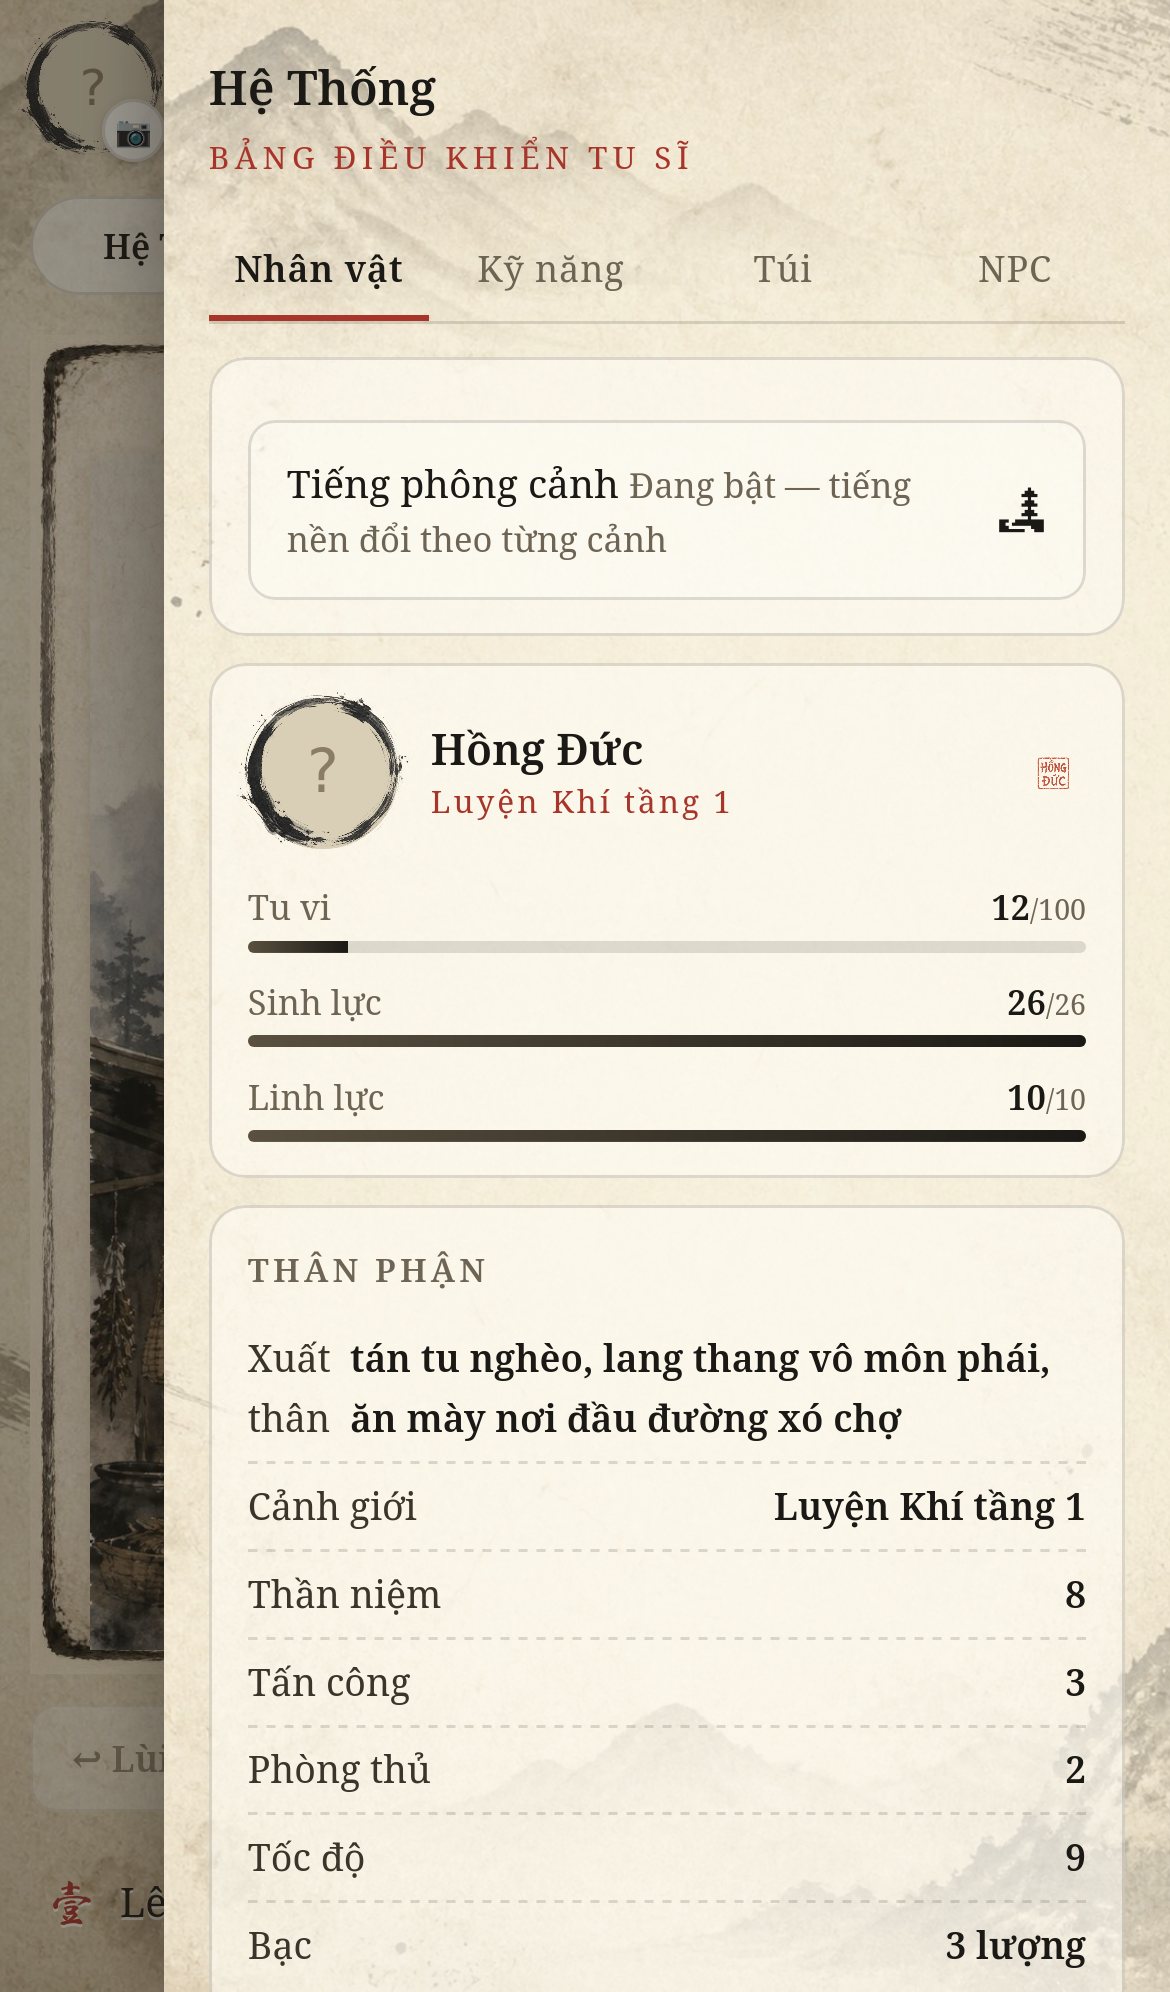 ?
Hệ Thống
BẢNG ĐIỀU KHIỂN TU SĨ
Hệ
Nhân vật
Kỹ năng
Túi
NPC
Tiếng phông cảnh Đang bật — tiếng
nền đổi theo từng cảnh
?
Hồng Đức
Luyện Khí tầng 1
HỒNG
ĐỨC
Tu vi
12/100
Sinh lực
26/26
Linh lực
10/10
THÂN PHẬN
Xuất thân
tán tu nghèo, lang thang vô môn phái,
ăn mày nơi đầu đường xó chợ
Cảnh giới
Luyện Khí tầng 1
Thần niệm
8
Tấn công
3
Phòng thủ
2
Tốc độ
9
Bạc
3 lượng
↩ Lùi
壹 Lê